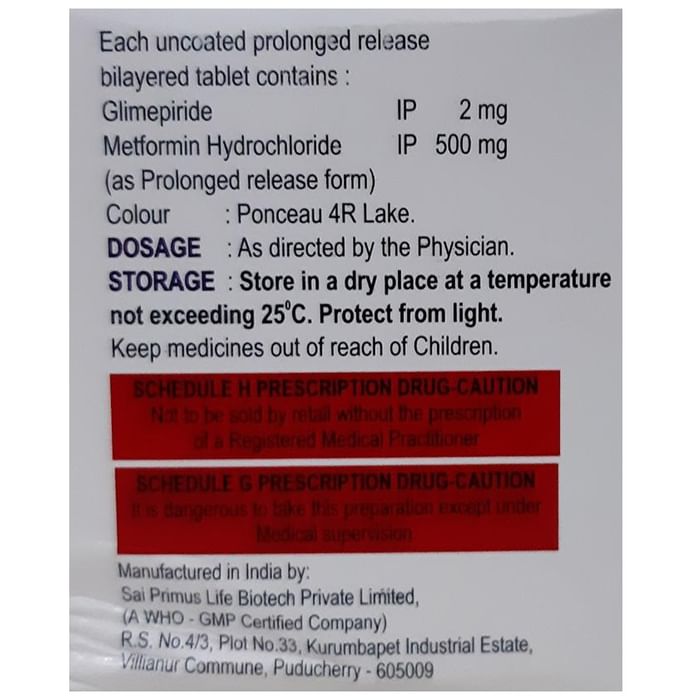 Each uncoated prolonged release
bilayered tablet contains :
Glimepiride IP 2 mg
Metformin Hydrochloride IP 500 mg
(as Prolonged release form)
Colour : Ponceau 4R Lake.
DOSAGE : As directed by the Physician.
STORAGE : Store in a dry place at a temperature
not exceeding 25°C. Protect from light.
Keep medicines out of reach of Children.
SCHEDULE H PRESCRIPTION DRUG-CAUTION
Not to be sold by retail without the prescription
of a Registered Medical Practitioner
SCHEDULE G PRESCRIPTION DRUG-CAUTION
It is dangerous to take this preparation except under
Medical supervision
Manufactured in India by:
Sai Primus Life Biotech Private Limited,
(A WHO - GMP Certified Company)
R.S. No.4/3, Plot No.33, Kurumbapet Industrial Estate,
Villianur Commune, Puducherry - 605009